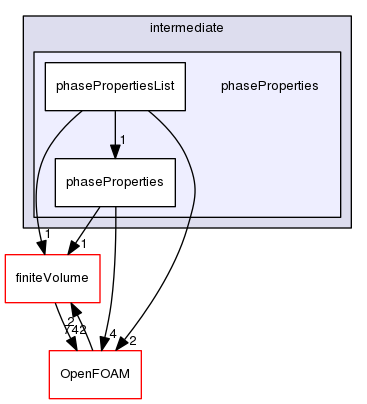 intermediate
phasePropertiesList
phaseProperties
1
phaseProperties
1
1
finiteVolume
2
742
4
2
OpenFOAM